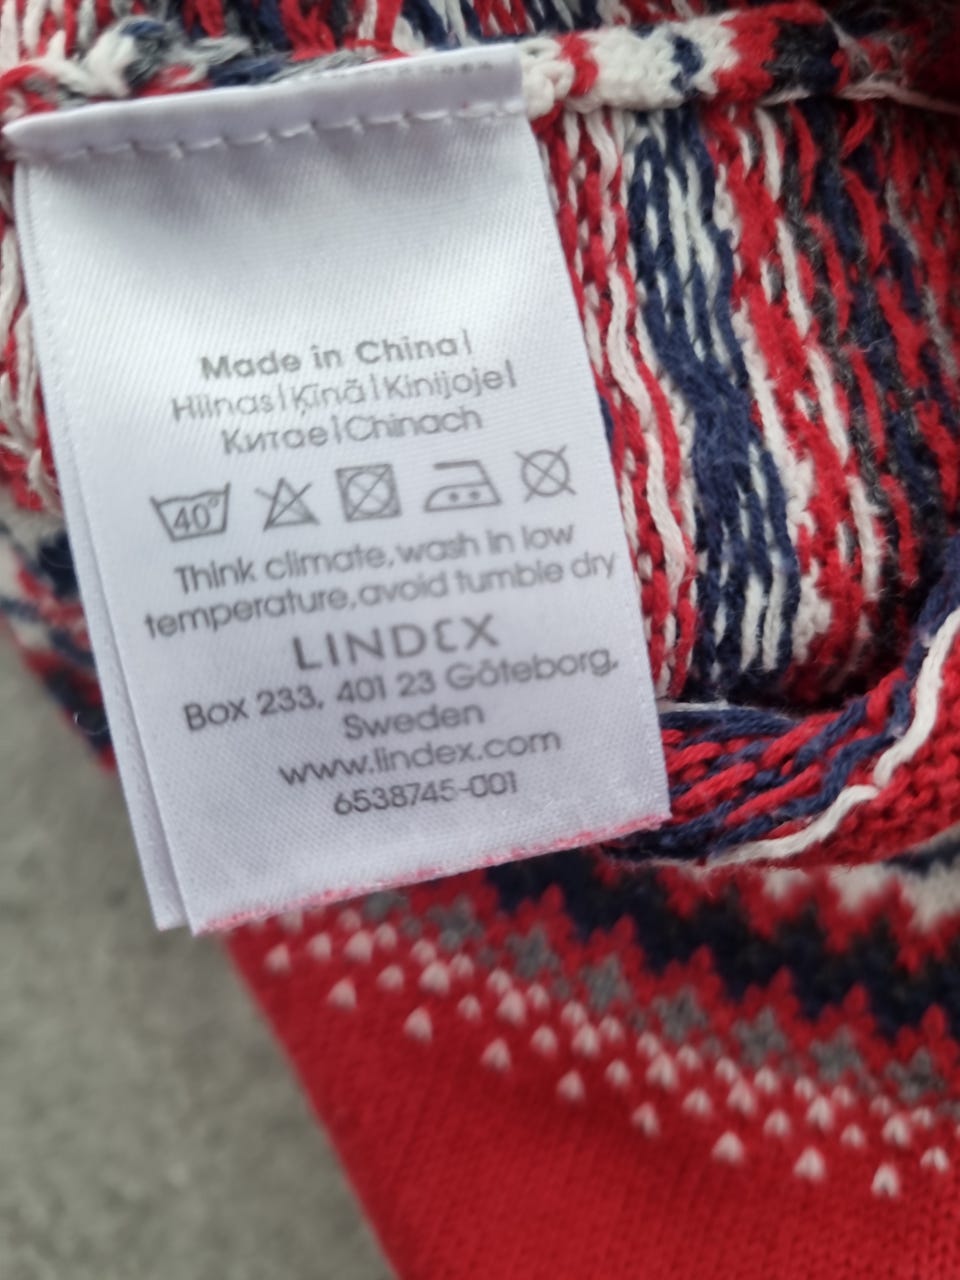 Made in China|
Hiinas|Ķīnā|Kinijoje|
Китае|Chinach
40°
Think climate, wash in low
temperature, avoid tumble dry
LINDEX
Box 233, 401 23 Göteborg,
Sweden
www.lindex.com
6538745-001